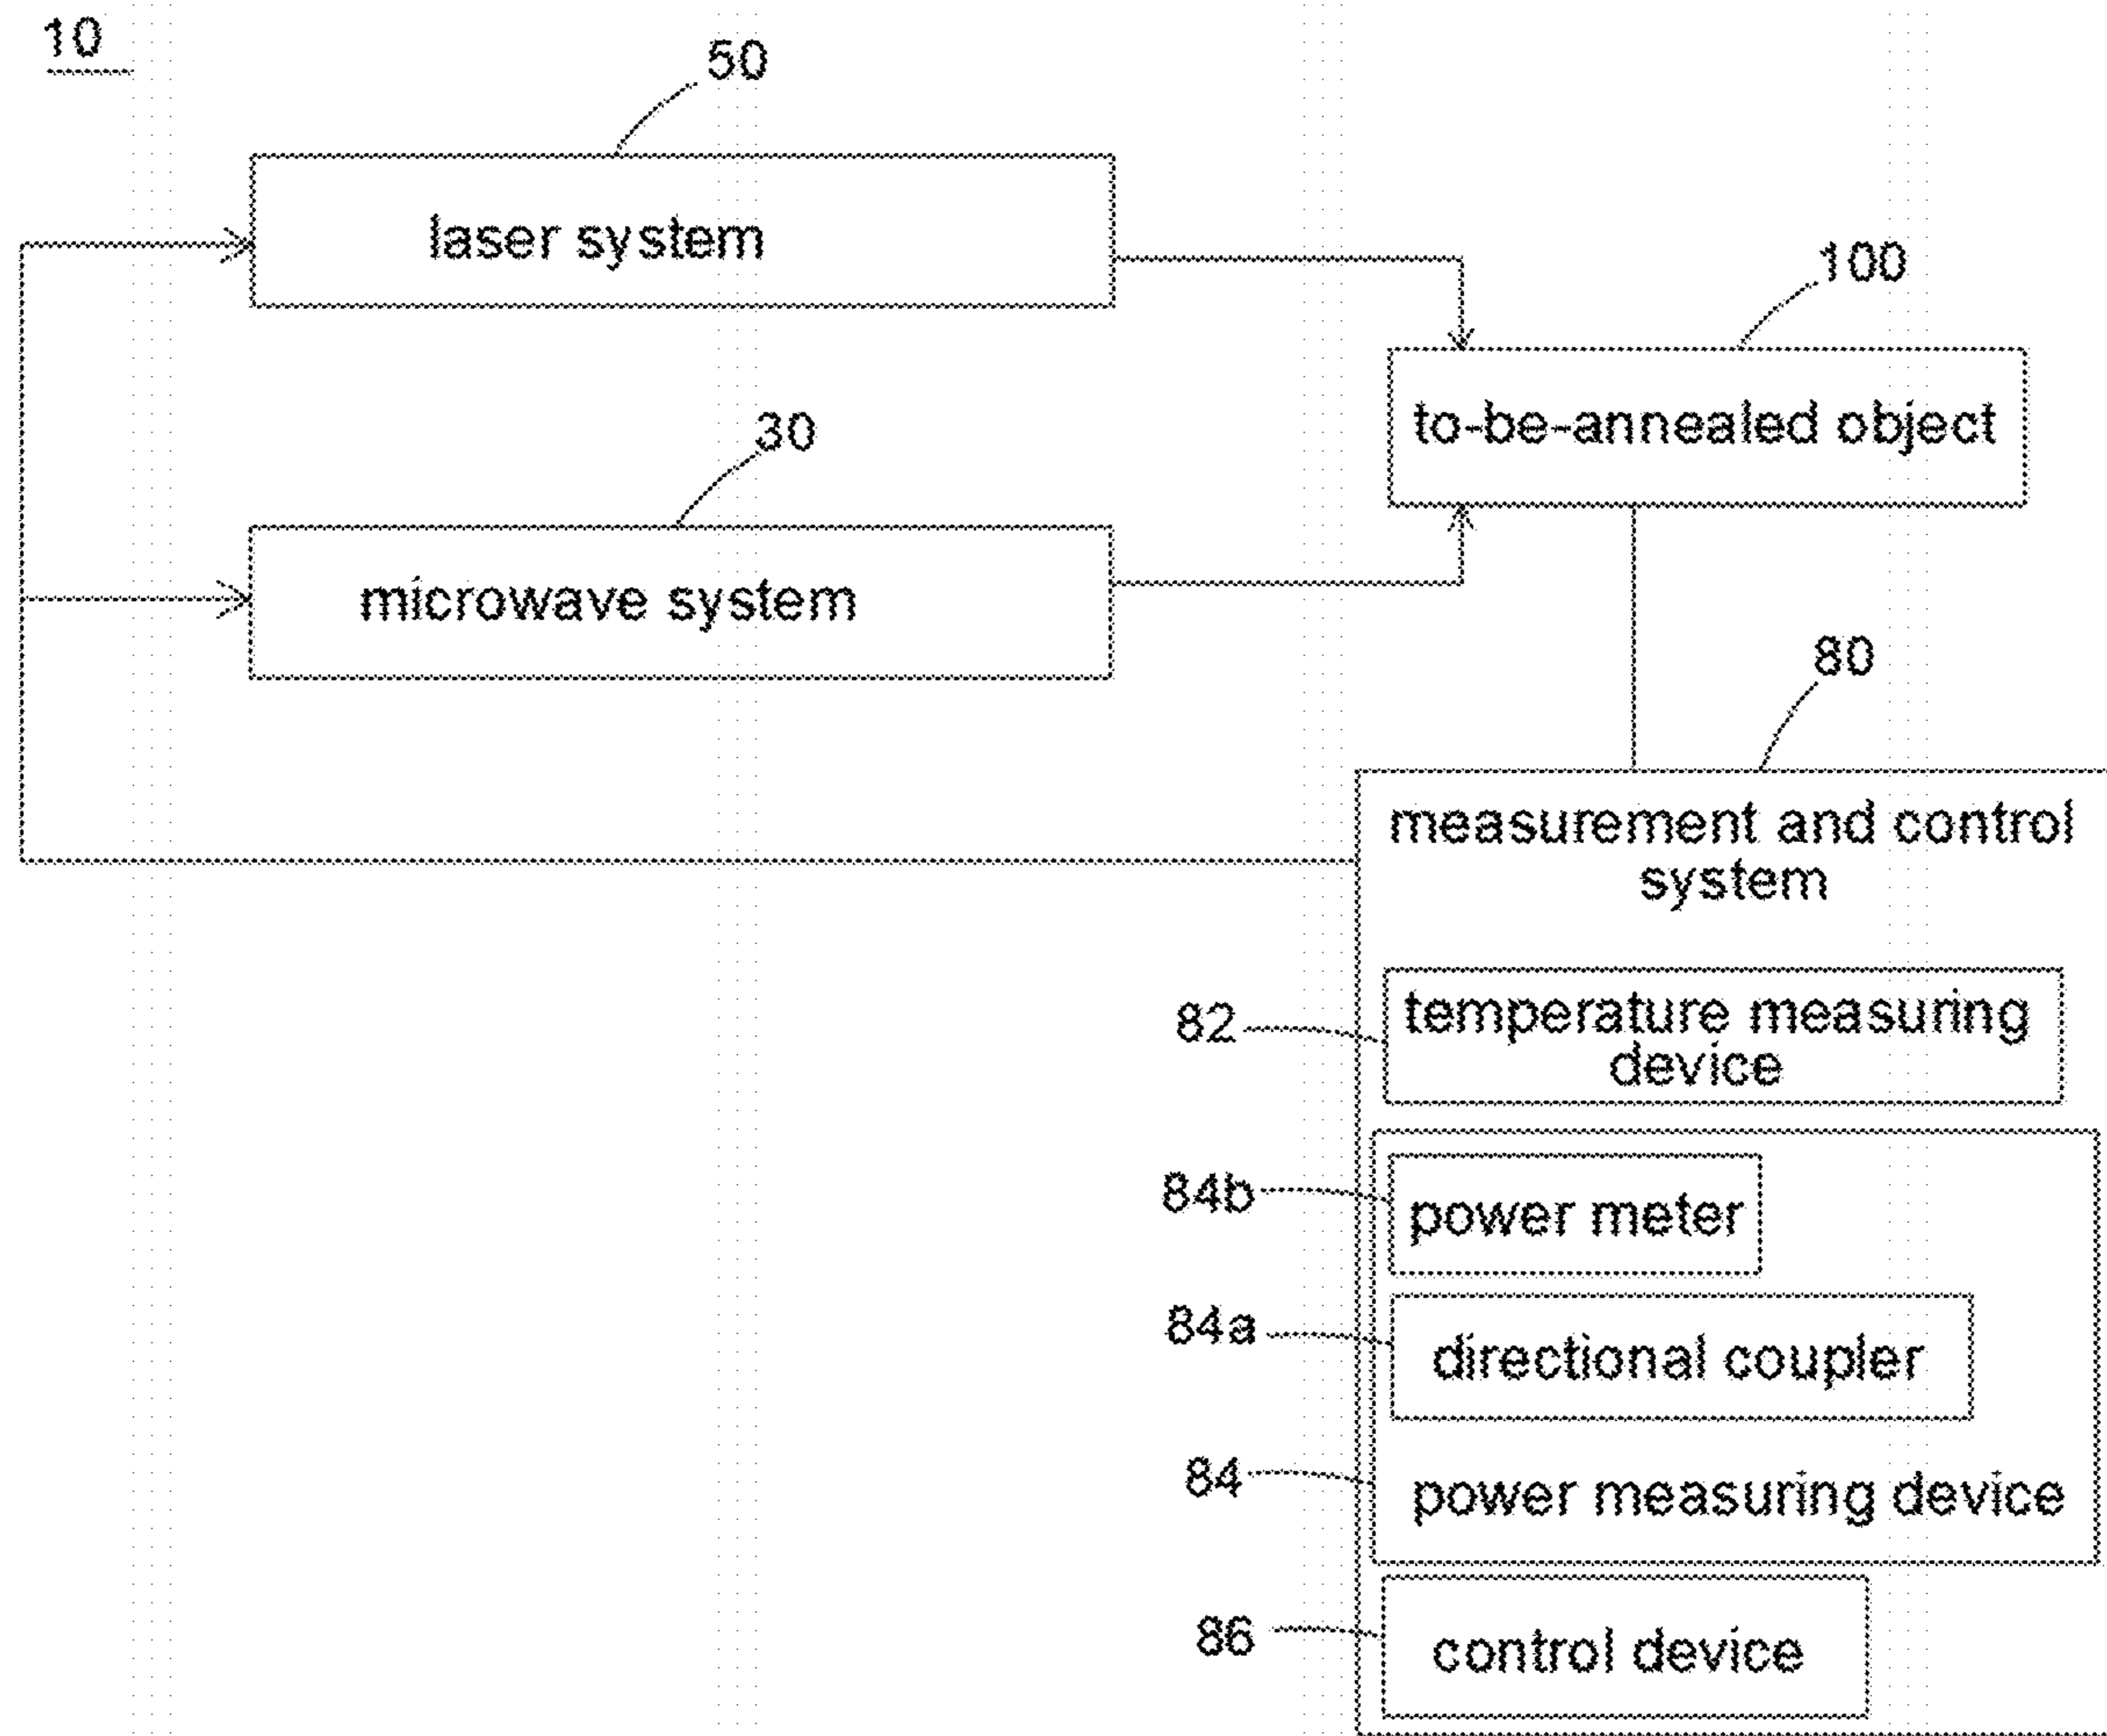 10
50
laser system
100
to-be-annealed object
30
microwave system
80
measurement and control
system
82
temperature measuring
device
84b
power meter
84a
directional coupler
84
power measuring device
86
control device